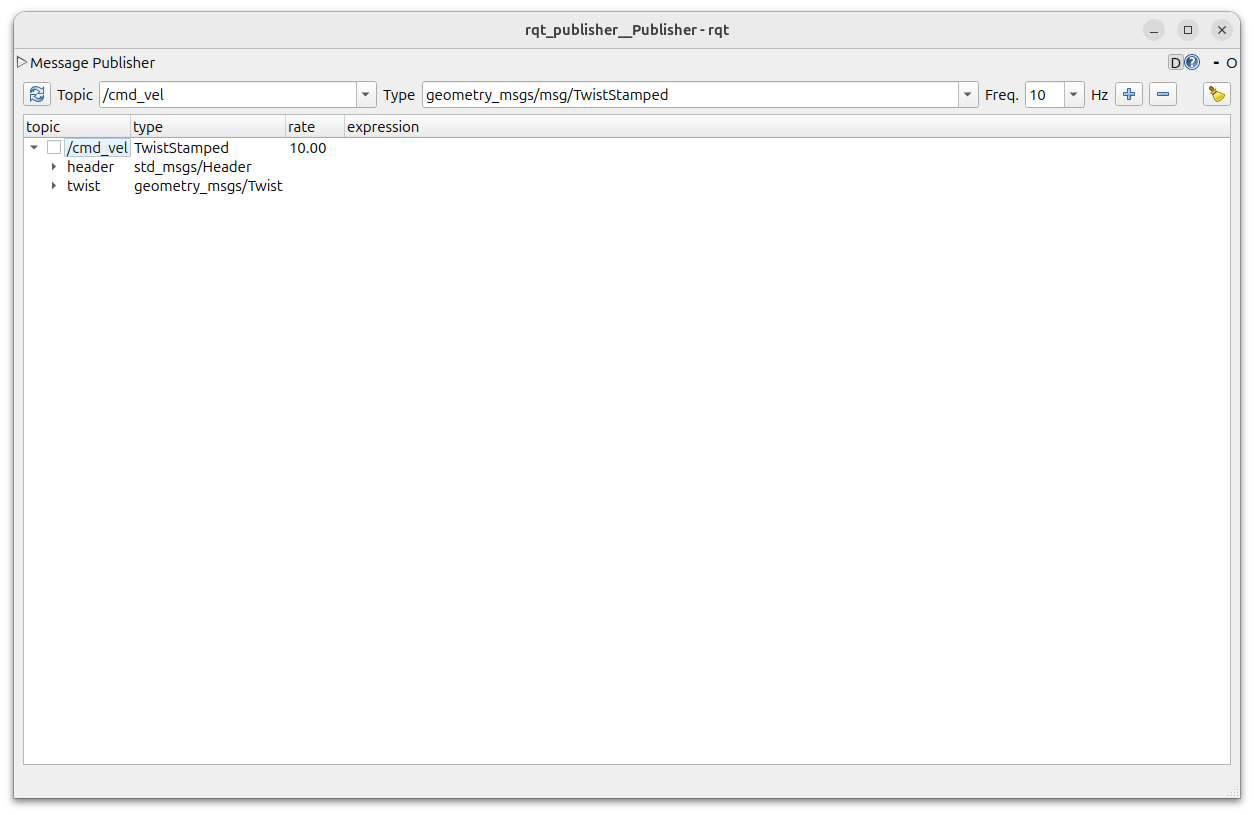 rqt_publisher__Publisher - rqt
Message Publisher D ? - O
Topic /cmd_vel Type geometry_msgs/msg/TwistStamped Freq. 10 Hz
topic type rate expression
/cmd_vel TwistStamped 10.00
header std_msgs/Header
twist geometry_msgs/Twist